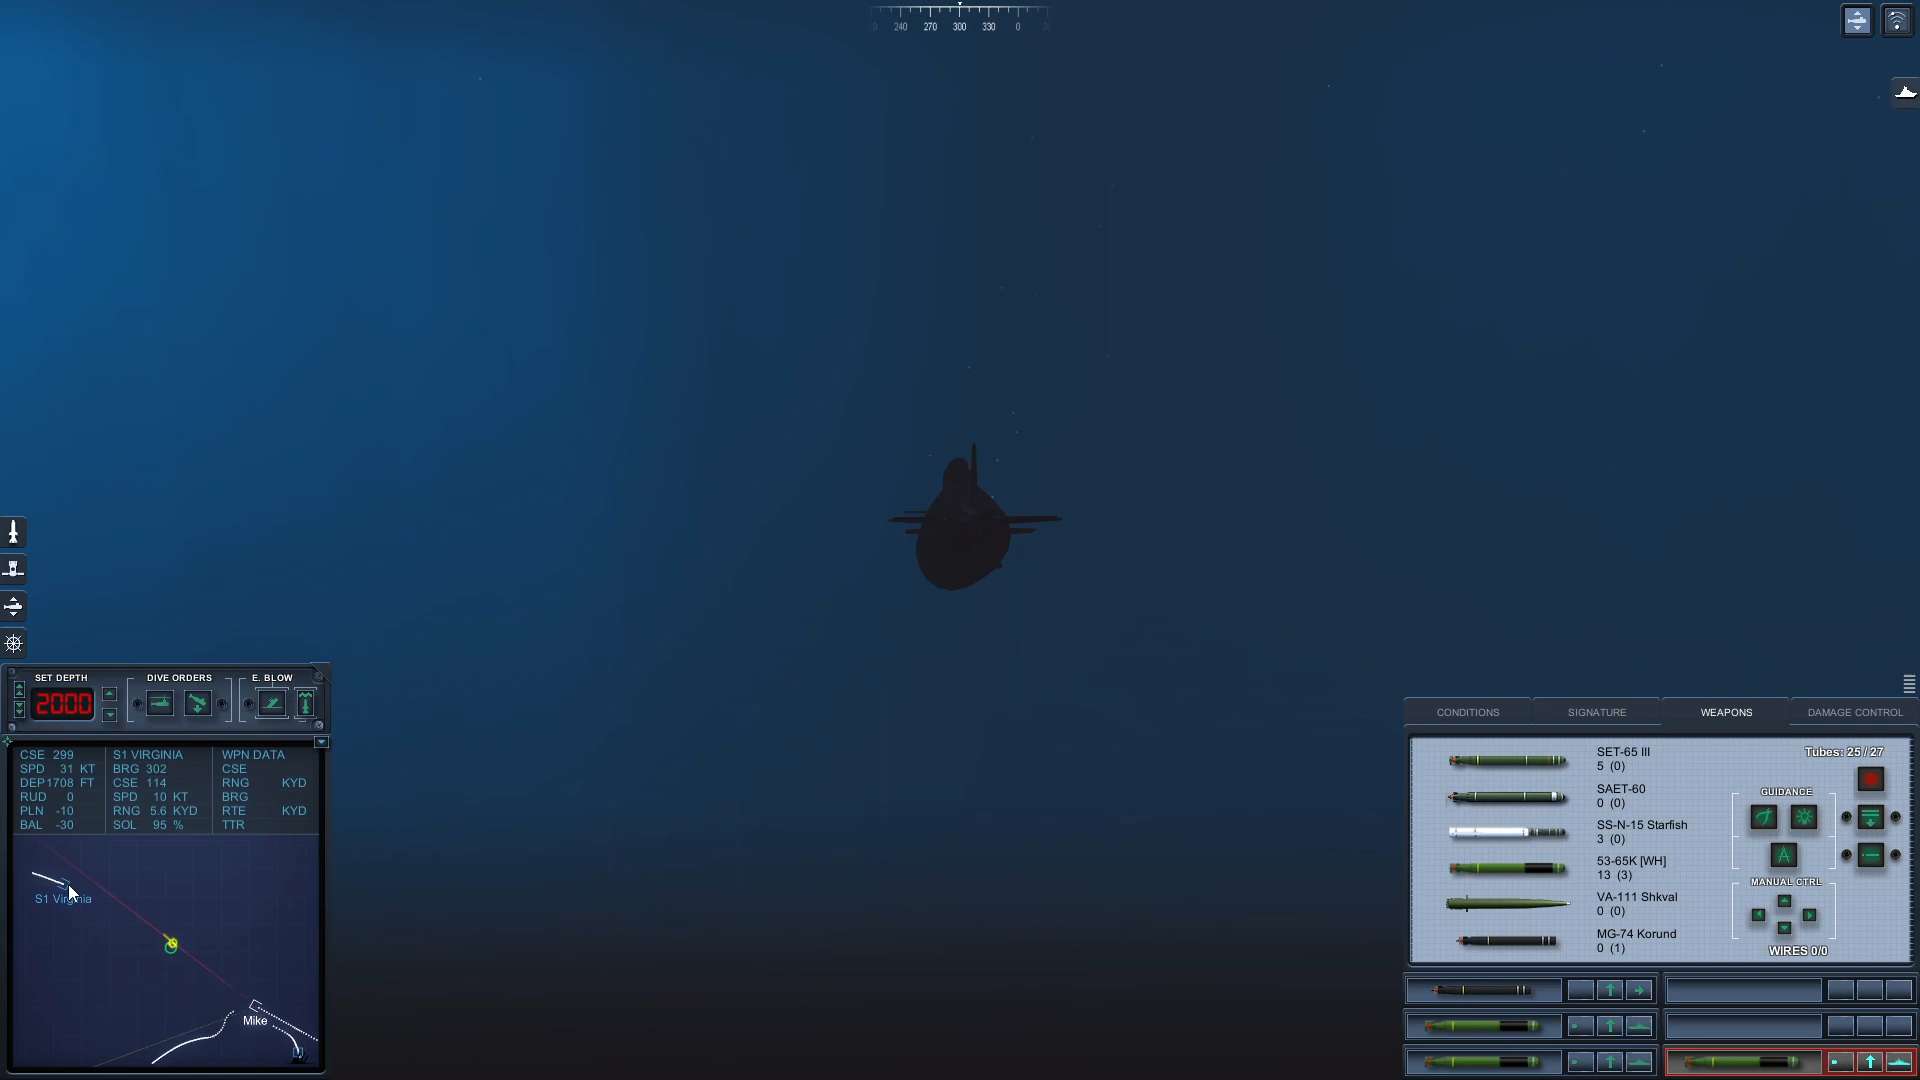 240 270 300 330 0
SET DEPTH DIVE ORDERS E. BLOW
2000
CSE 299 S1 VIRGINIA WPN DATA
SPD 31 KT BRG 302 CSE
DEP 1708 FT CSE 114 RNG KYD
RUD 0 SPD 10 KT BRG
PLN -10 RNG 5.6 KYD RTE KYD
BAL -30 SOL 95 % TTR
S1 Virginia
Mike
CONDITIONS SIGNATURE WEAPONS DAMAGE CONTROL
SET-65 III
5 (0)
SAET-60
0 (0)
SS-N-15 Starfish
3 (0)
53-65K [WH]
13 (3)
VA-111 Shkval
0 (0)
MG-74 Korund
0 (1)
Tubes: 25 / 27
GUIDANCE
MANUAL CTRL
WIRES 0/0